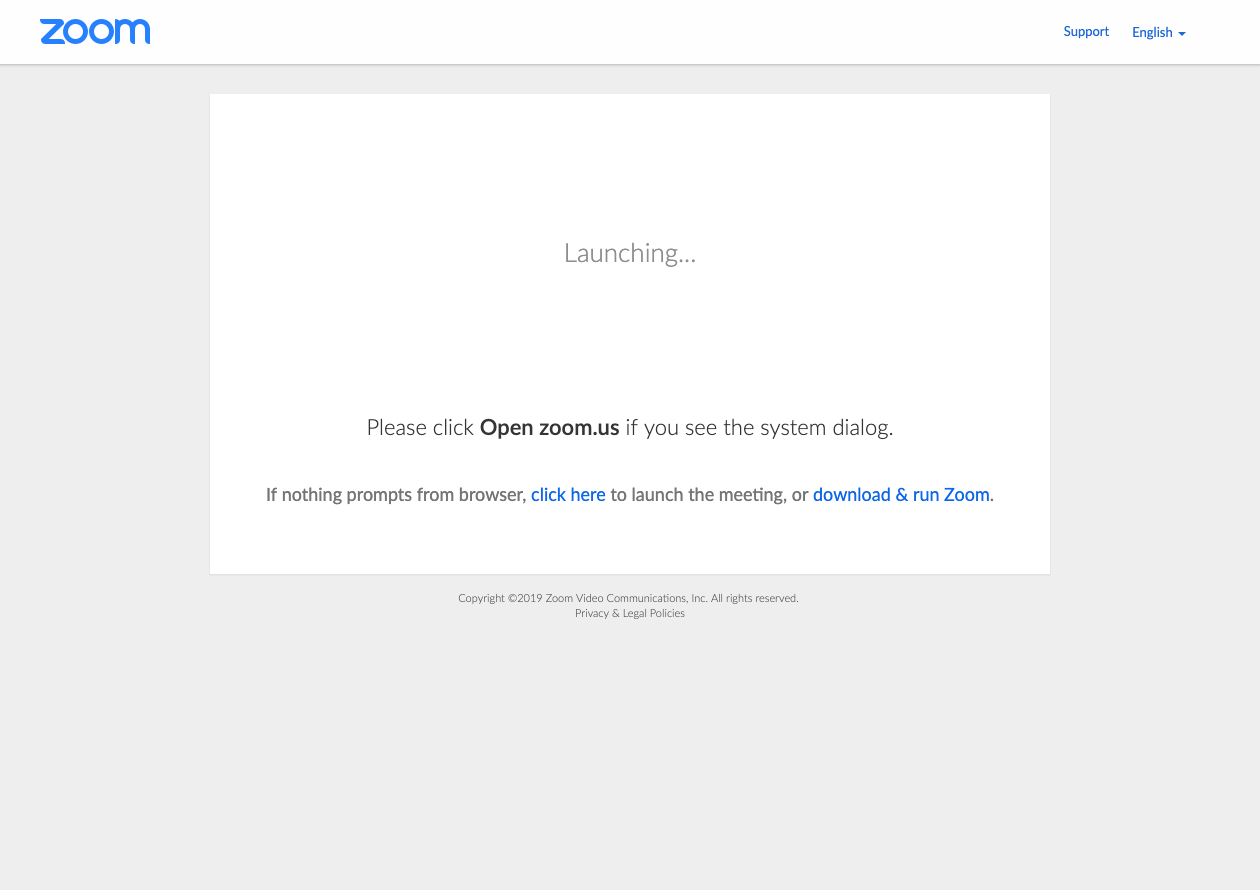 zoom
Support
English
Launching...
Please click Open zoom.us if you see the system dialog.
If nothing prompts from browser, click here to launch the meeting, or download & run Zoom.
Copyright ©2019 Zoom Video Communications, Inc. All rights reserved.
Privacy & Legal Policies